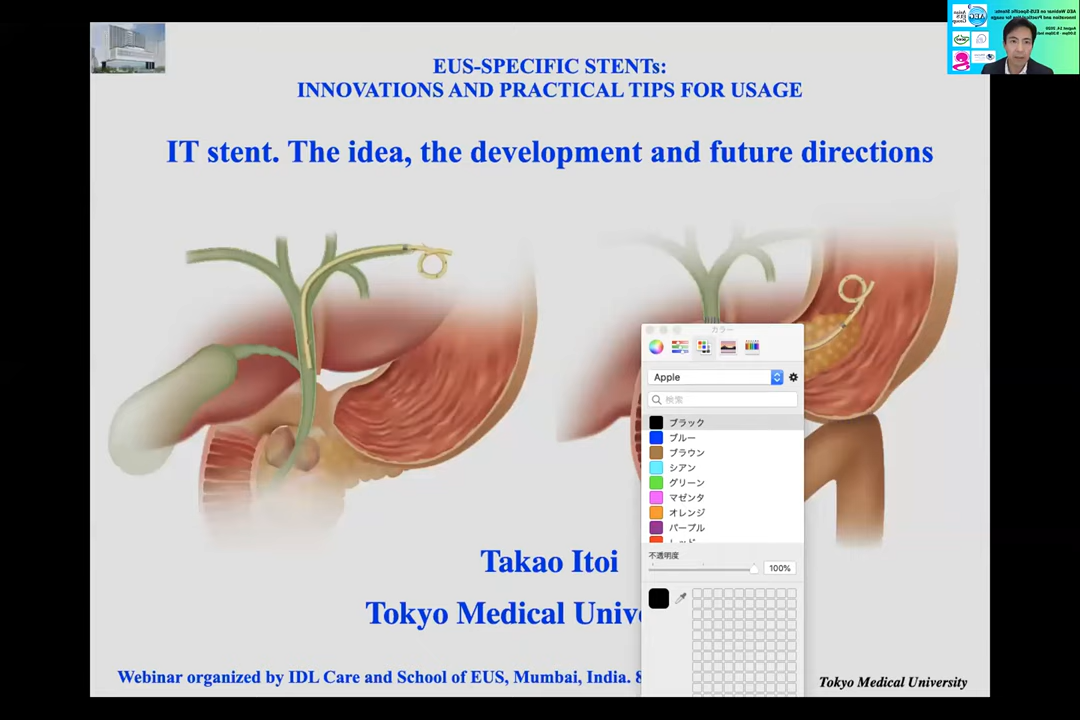 EUS-SPECIFIC STENTs:
INNOVATIONS AND PRACTICAL TIPS FOR USAGE
IT stent. The idea, the development and future directions
カラー
Apple
検索
ブラック
ブルー
ブラウン
シアン
グリーン
マゼンタ
オレンジ
パープル
レッド
不透明度
100%
Takao Itoi
Tokyo Medical Unive
Webinar organized by IDL Care and School of EUS, Mumbai, India. 8
Tokyo Medical University